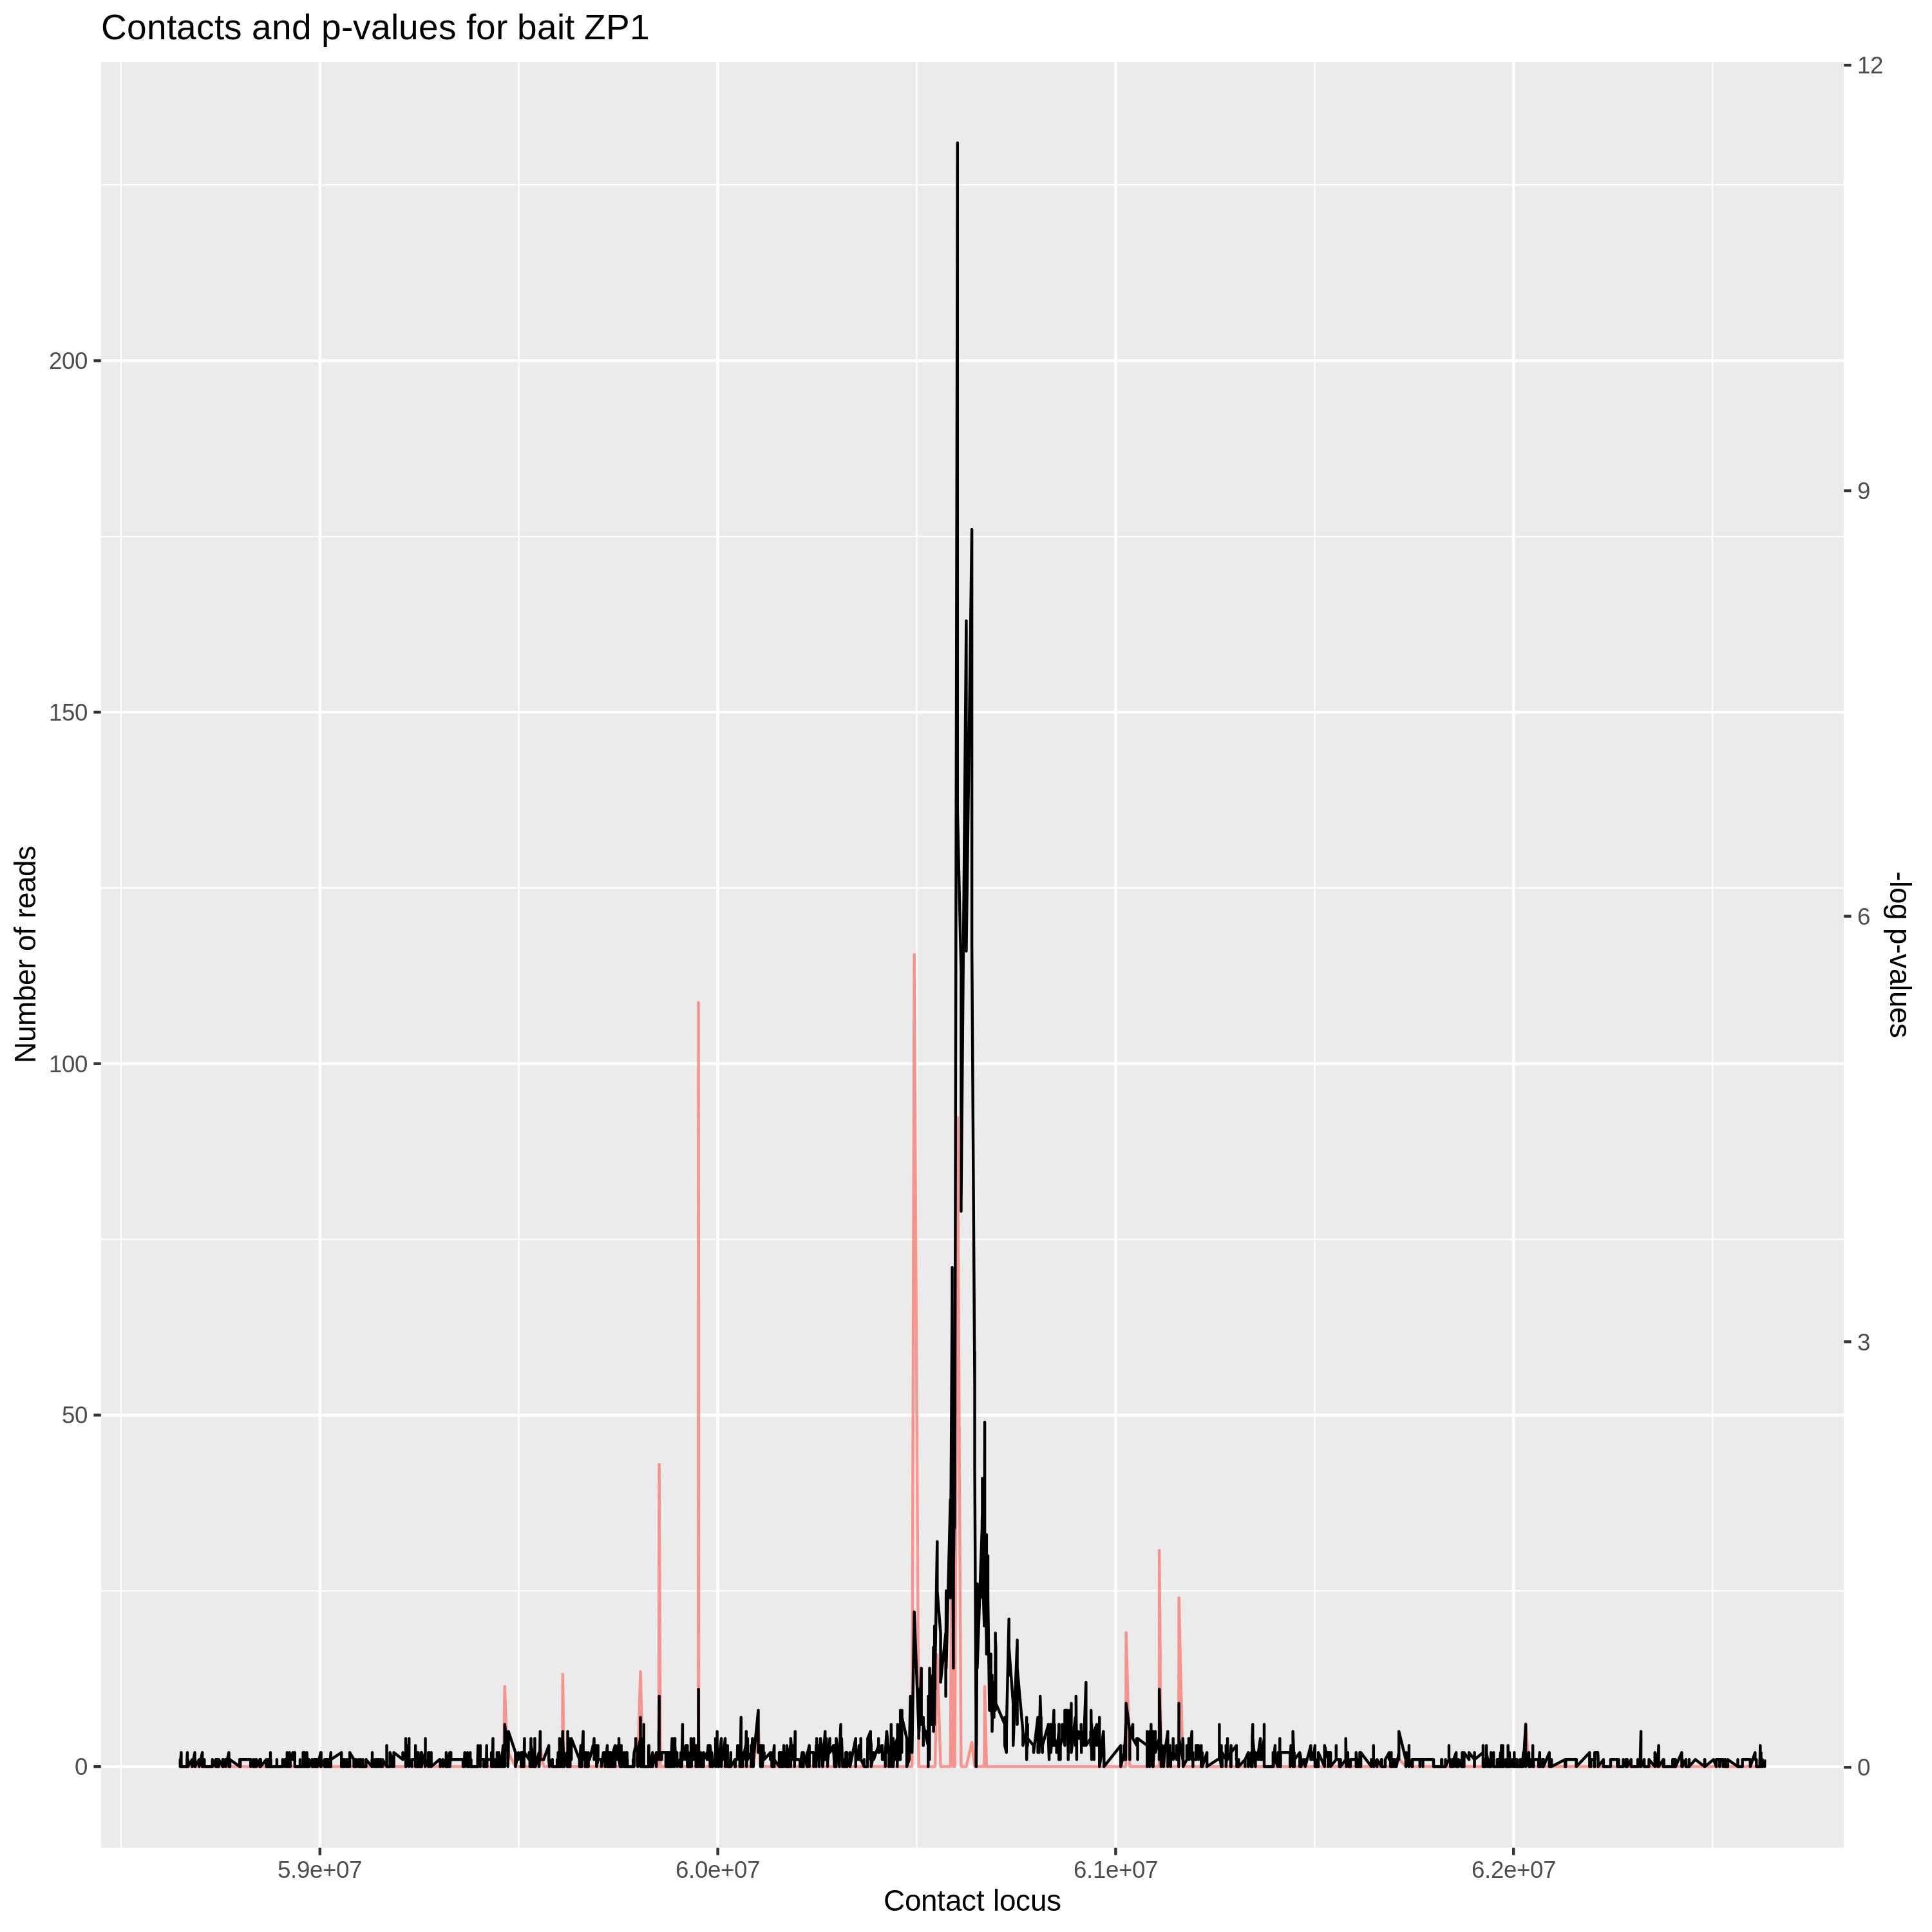 Contacts and p-values for bait ZP1
Number of reads
200
150
100
50
0
12
9
6
3
0
-log p-values
5.9e+07
6.0e+07
6.1e+07
6.2e+07
Contact locus